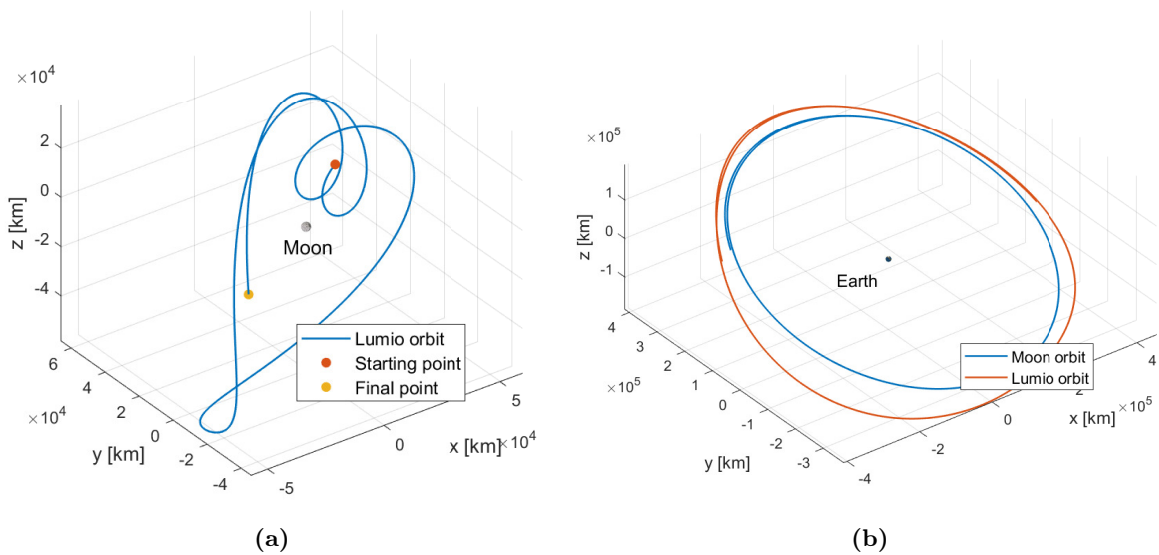 ×10⁴
2
0
-2
-4
z [km]
6
4
2
0
-2
-4
×10⁴
y [km]
-5
0
5
x [km]
×10⁴
Moon
Lumio orbit
Starting point
Final point
(a)
×10⁵
1
0
-1
z [km]
4
3
2
1
0
-1
-2
-3
×10⁵
y [km]
-4
-2
0
2
4
x [km]
×10⁵
Earth
Moon orbit
Lumio orbit
(b)